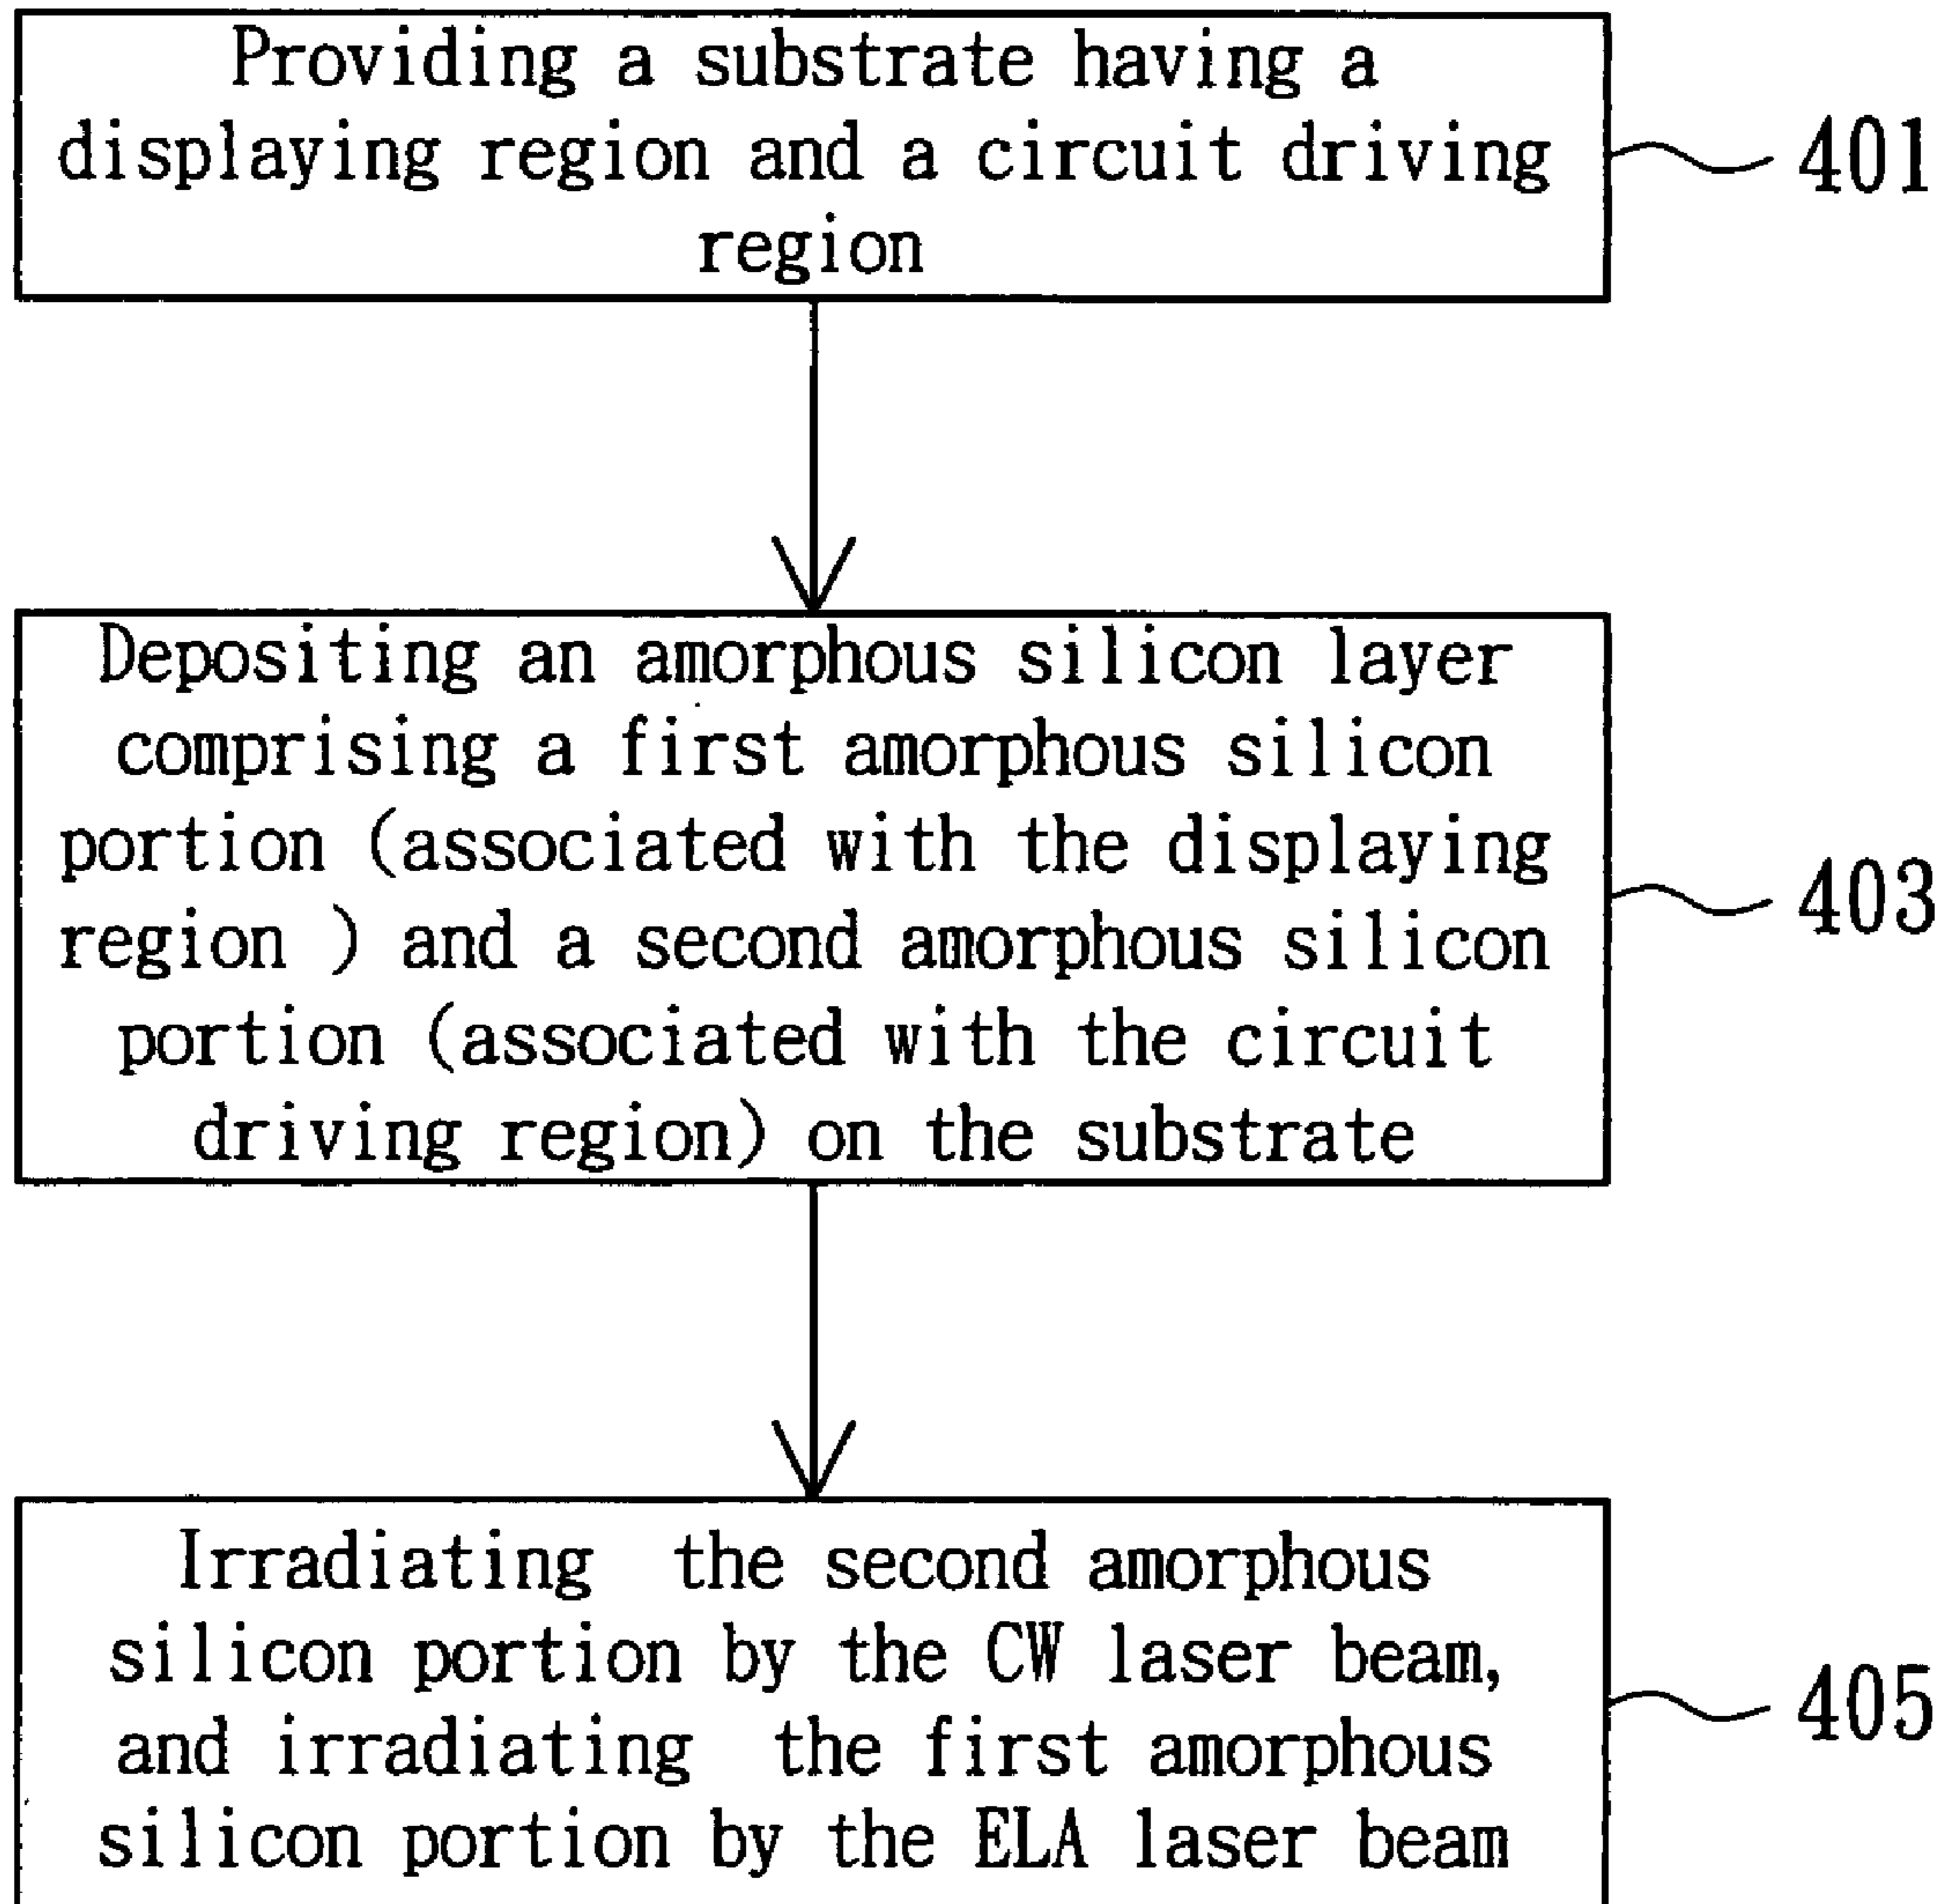 Providing a substrate having a
displaying region and a circuit driving
region
401
Depositing an amorphous silicon layer
comprising a first amorphous silicon
portion (associated with the displaying
region ) and a second amorphous silicon
portion (associated with the circuit
driving region) on the substrate
403
Irradiating the second amorphous
silicon portion by the CW laser beam,
and irradiating the first amorphous
silicon portion by the ELA laser beam
405